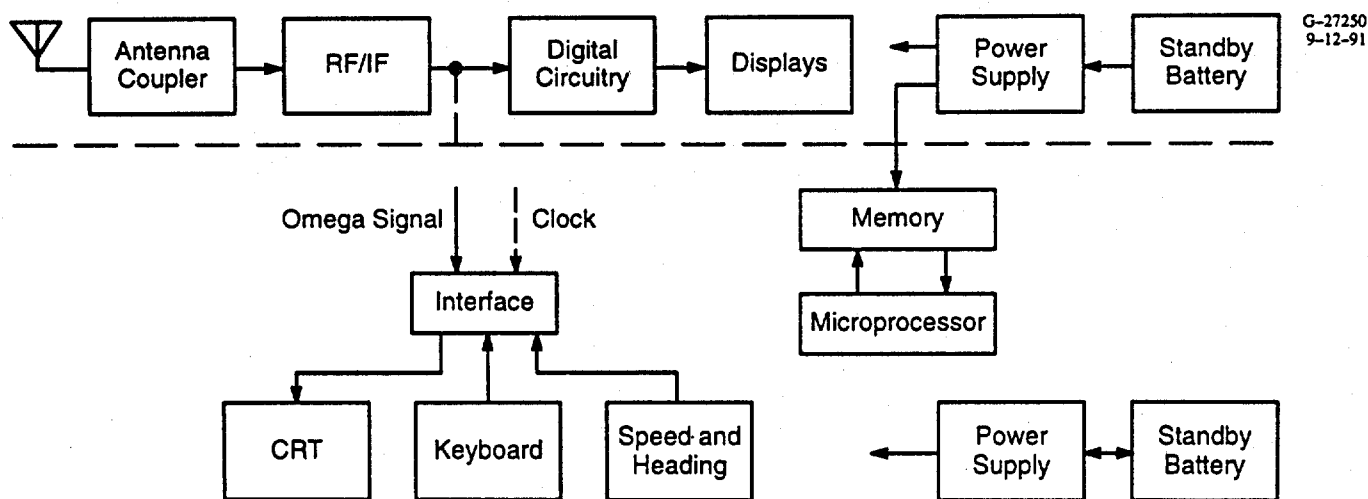 G-27250
9-12-91
Antenna
Coupler
RF/IF
Digital
Circuitry
Displays
Power
Supply
Standby
Battery
Omega Signal
Clock
Memory
Interface
Microprocessor
CRT
Keyboard
Speed and
Heading
Power
Supply
Standby
Battery